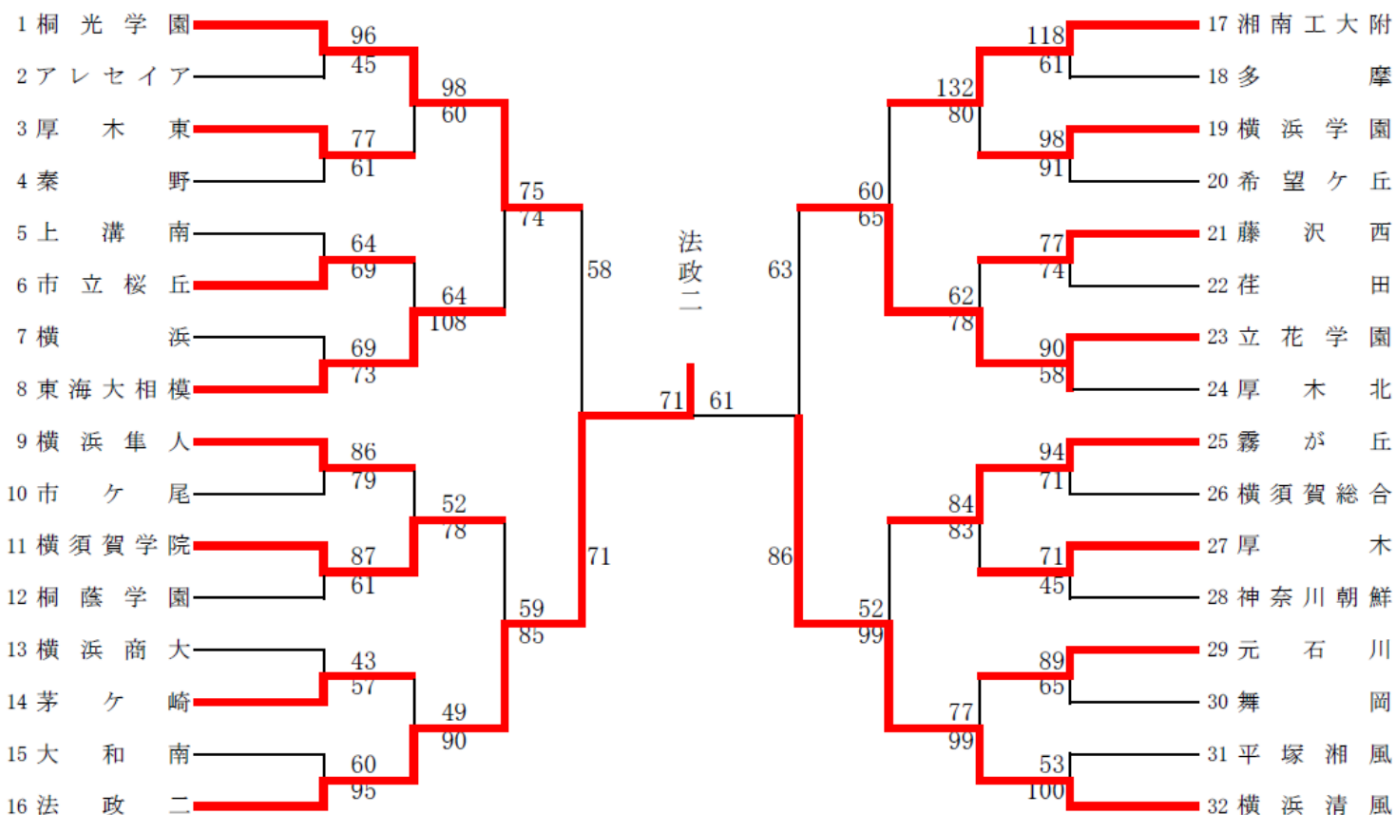 1 桐光学園
96
45
2 アレセイア
98
60
3 厚木東
77
61
4 秦野
75
74
5 上溝南
64
69
6 市立桜丘
64
108
7 横浜
69
73
8 東海大相模
58
9 横浜隼人
86
79
10 市ケ尾
52
78
11 横須賀学院
87
61
12 桐蔭学園
71
59
85
13 横浜商大
43
57
14 茅ケ崎
49
90
15 大和南
60
95
16 法政二
法政二
71
61
17 湘南工大附
118
61
18 多摩
132
80
19 横浜学園
98
91
20 希望ケ丘
60
65
21 藤沢西
77
74
22 荏田
62
78
23 立花学園
90
58
24 厚木北
63
25 霧が丘
94
71
26 横須賀総合
84
83
27 厚木
71
45
28 神奈川朝鮮
86
52
99
29 元石川
89
65
30 舞岡
77
99
31 平塚湘風
53
100
32 横浜清風